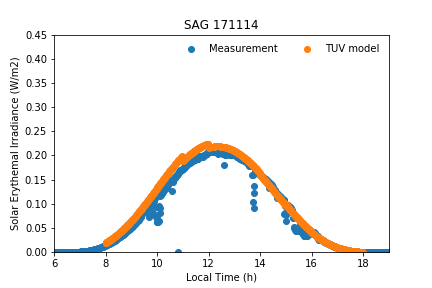 SAG 171114
Measurement
TUV model
Solar Erythemal Irradiance (W/m2)
0.45
0.40
0.35
0.30
0.25
0.20
0.15
0.10
0.05
0.00
6 8 10 12 14 16 18
Local Time (h)